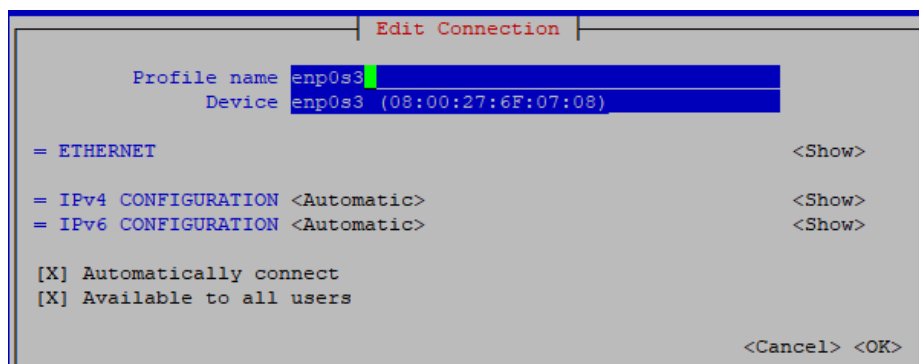 Edit Connection
Profile name enp0s3
Device enp0s3 (08:00:27:6F:07:08)
= ETHERNET <Show>
= IPv4 CONFIGURATION <Automatic> <Show>
= IPv6 CONFIGURATION <Automatic> <Show>
[X] Automatically connect
[X] Available to all users
<Cancel> <OK>